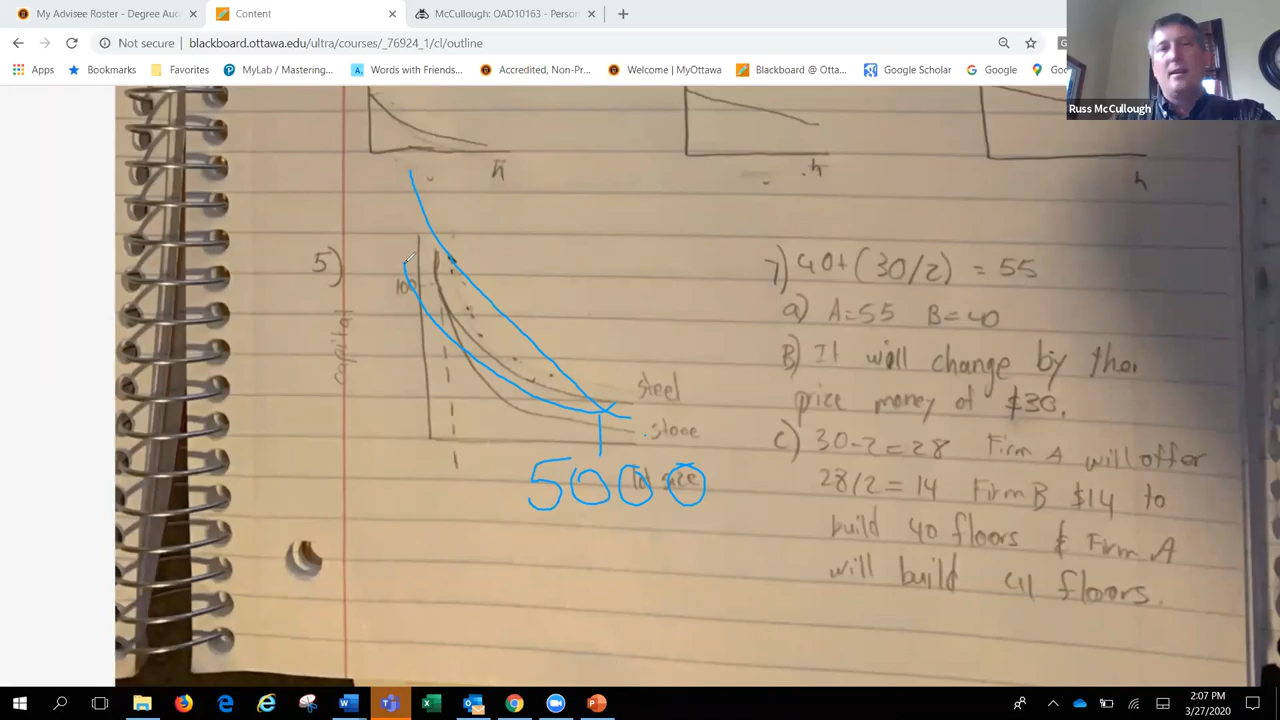 My Advisee Roster - Degree Auc
Content
McCullough: OAD10163 - Person
Not secure
blackboard.ottawa.edu/ultra/courses/_76924_1/cl/outline
Apps
Bookmarks
Favorites
MyLab / Mastering...
Words with Friends...
Accredited, Non-Pr...
Welcome | MyOttawa
Blackboard @ Otta...
Google Scholar
Google
Russ McCullough
h
h
h
5)
100
capital
steel
stone
5000
7) 40+ (30/2) = 55
a) A=55 B=40
B) It will change by the
prize money of $30.
c) 30-2=28 Firm A will offer
28/2 = 14 Firm B $14 to
build 40 floors & Firm A
will build 41 floors.
2:07 PM
3/27/2020